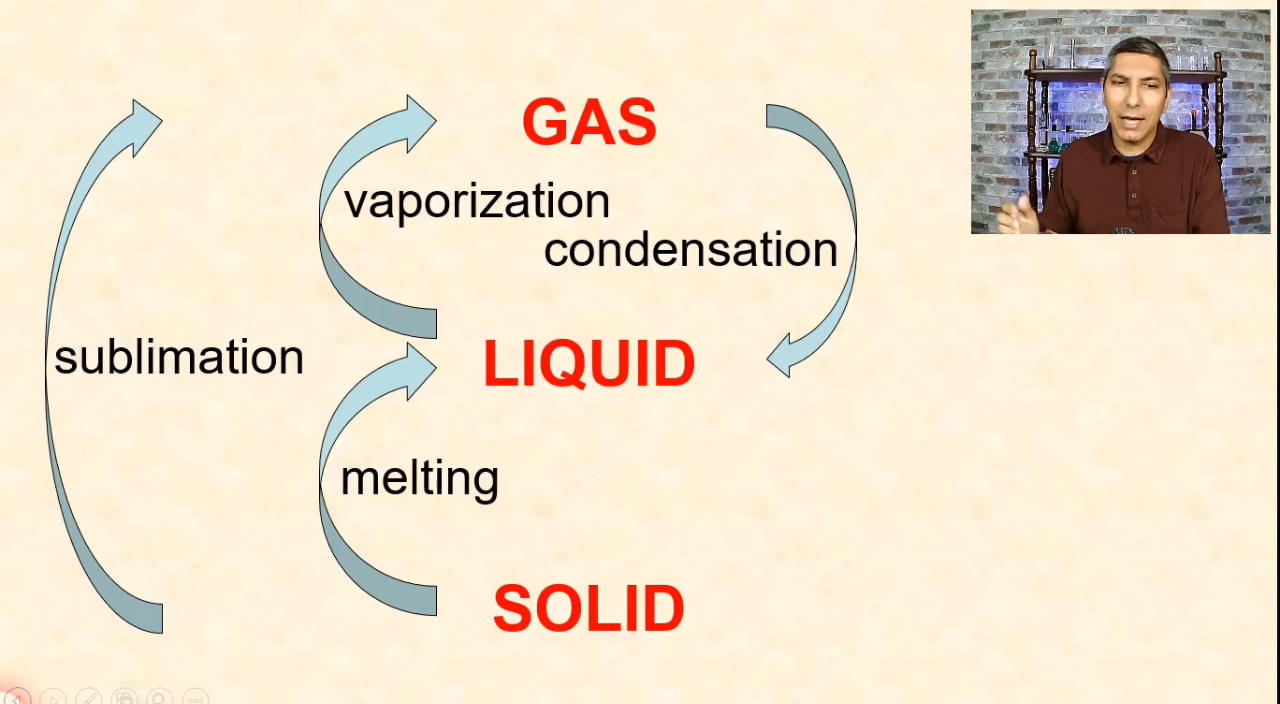 GAS
vaporization
condensation
LIQUID
sublimation
melting
SOLID